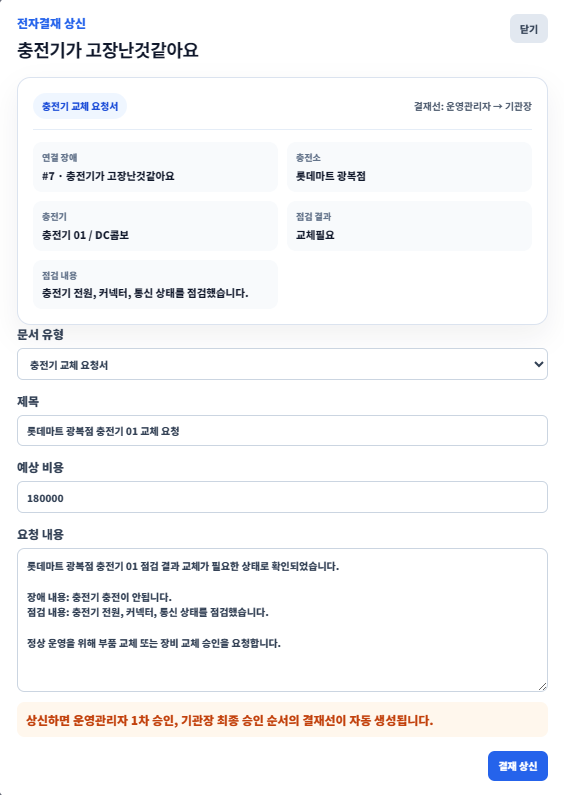 전자결재 상신
닫기
충전기가 고장난것같아요
충전기 교체 요청서
결재선: 운영관리자 → 기관장
연결 장애
#7 · 충전기가 고장난것같아요
충전소
롯데마트 광복점
충전기
충전기 01 / DC콤보
점검 결과
교체필요
점검 내용
충전기 전원, 커넥터, 통신 상태를 점검했습니다.
문서 유형
충전기 교체 요청서
제목
롯데마트 광복점 충전기 01 교체 요청
예상 비용
180000
요청 내용
롯데마트 광복점 충전기 01 점검 결과 교체가 필요한 상태로 확인되었습니다.
장애 내용: 충전기 충전이 안됩니다.
점검 내용: 충전기 전원, 커넥터, 통신 상태를 점검했습니다.
정상 운영을 위해 부품 교체 또는 장비 교체 승인을 요청합니다.
상신하면 운영관리자 1차 승인, 기관장 최종 승인 순서의 결재선이 자동 생성됩니다.
결재 상신